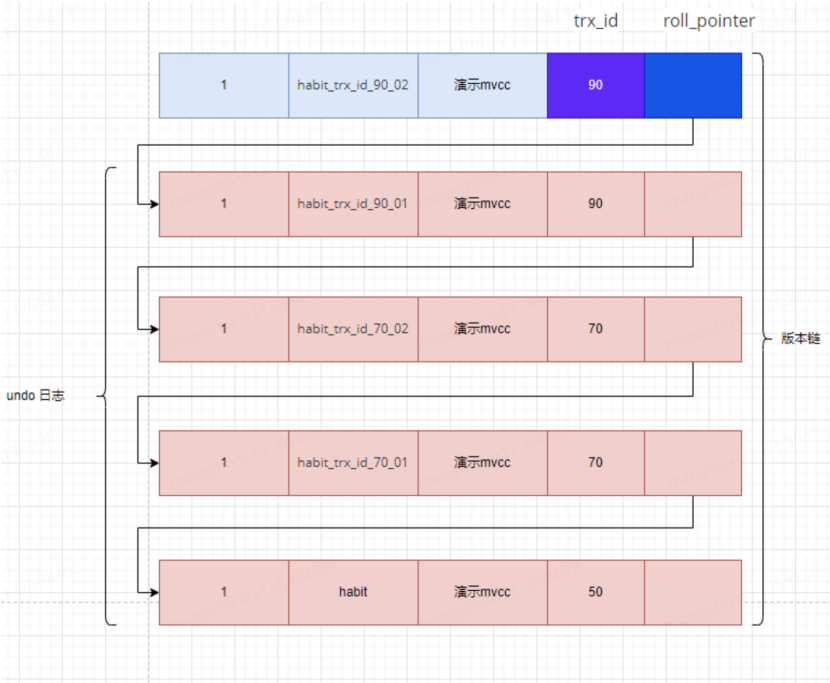 trx_id roll_pointer
1 habit_trx_id_90_02 演示mvcc 90
1 habit_trx_id_90_01 演示mvcc 90
1 habit_trx_id_70_02 演示mvcc 70
版本链
undo 日志
1 habit_trx_id_70_01 演示mvcc 70
1 habit 演示mvcc 50